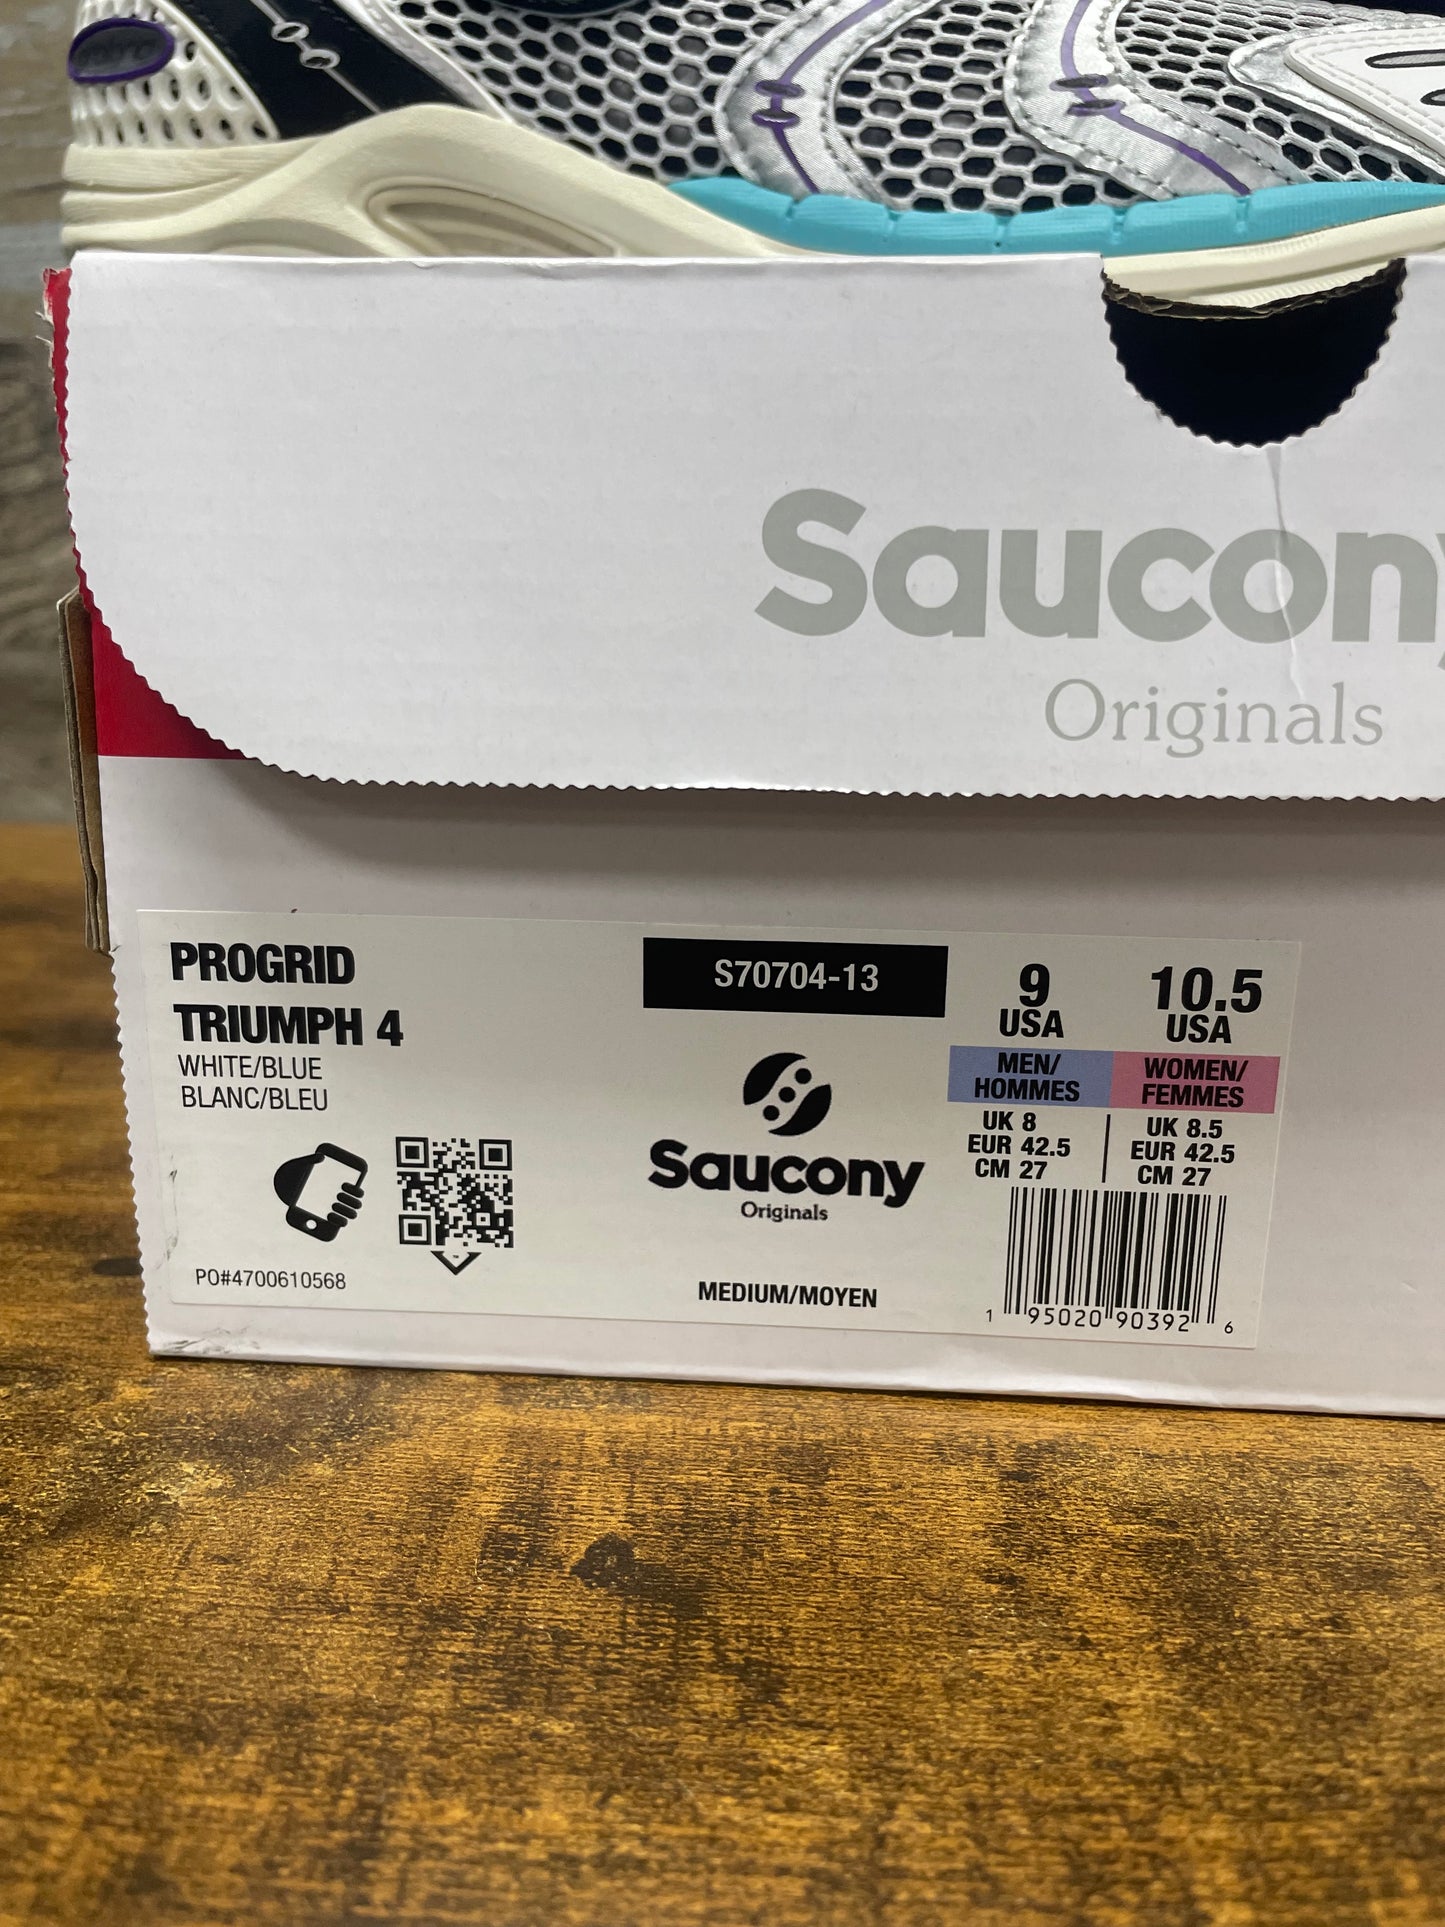 Saucony
Originals
PROGRID
TRIUMPH 4
WHITE/BLUE
BLANC/BLEU
PO#4700610568
S70704-13
Saucony
Originals
MEDIUM/MOYEN
9 10.5
USA USA
MEN/ WOMEN/
HOMMES FEMMES
UK 8 UK 8.5
EUR 42.5 EUR 42.5
CM 27 CM 27
1 95020 90392 6